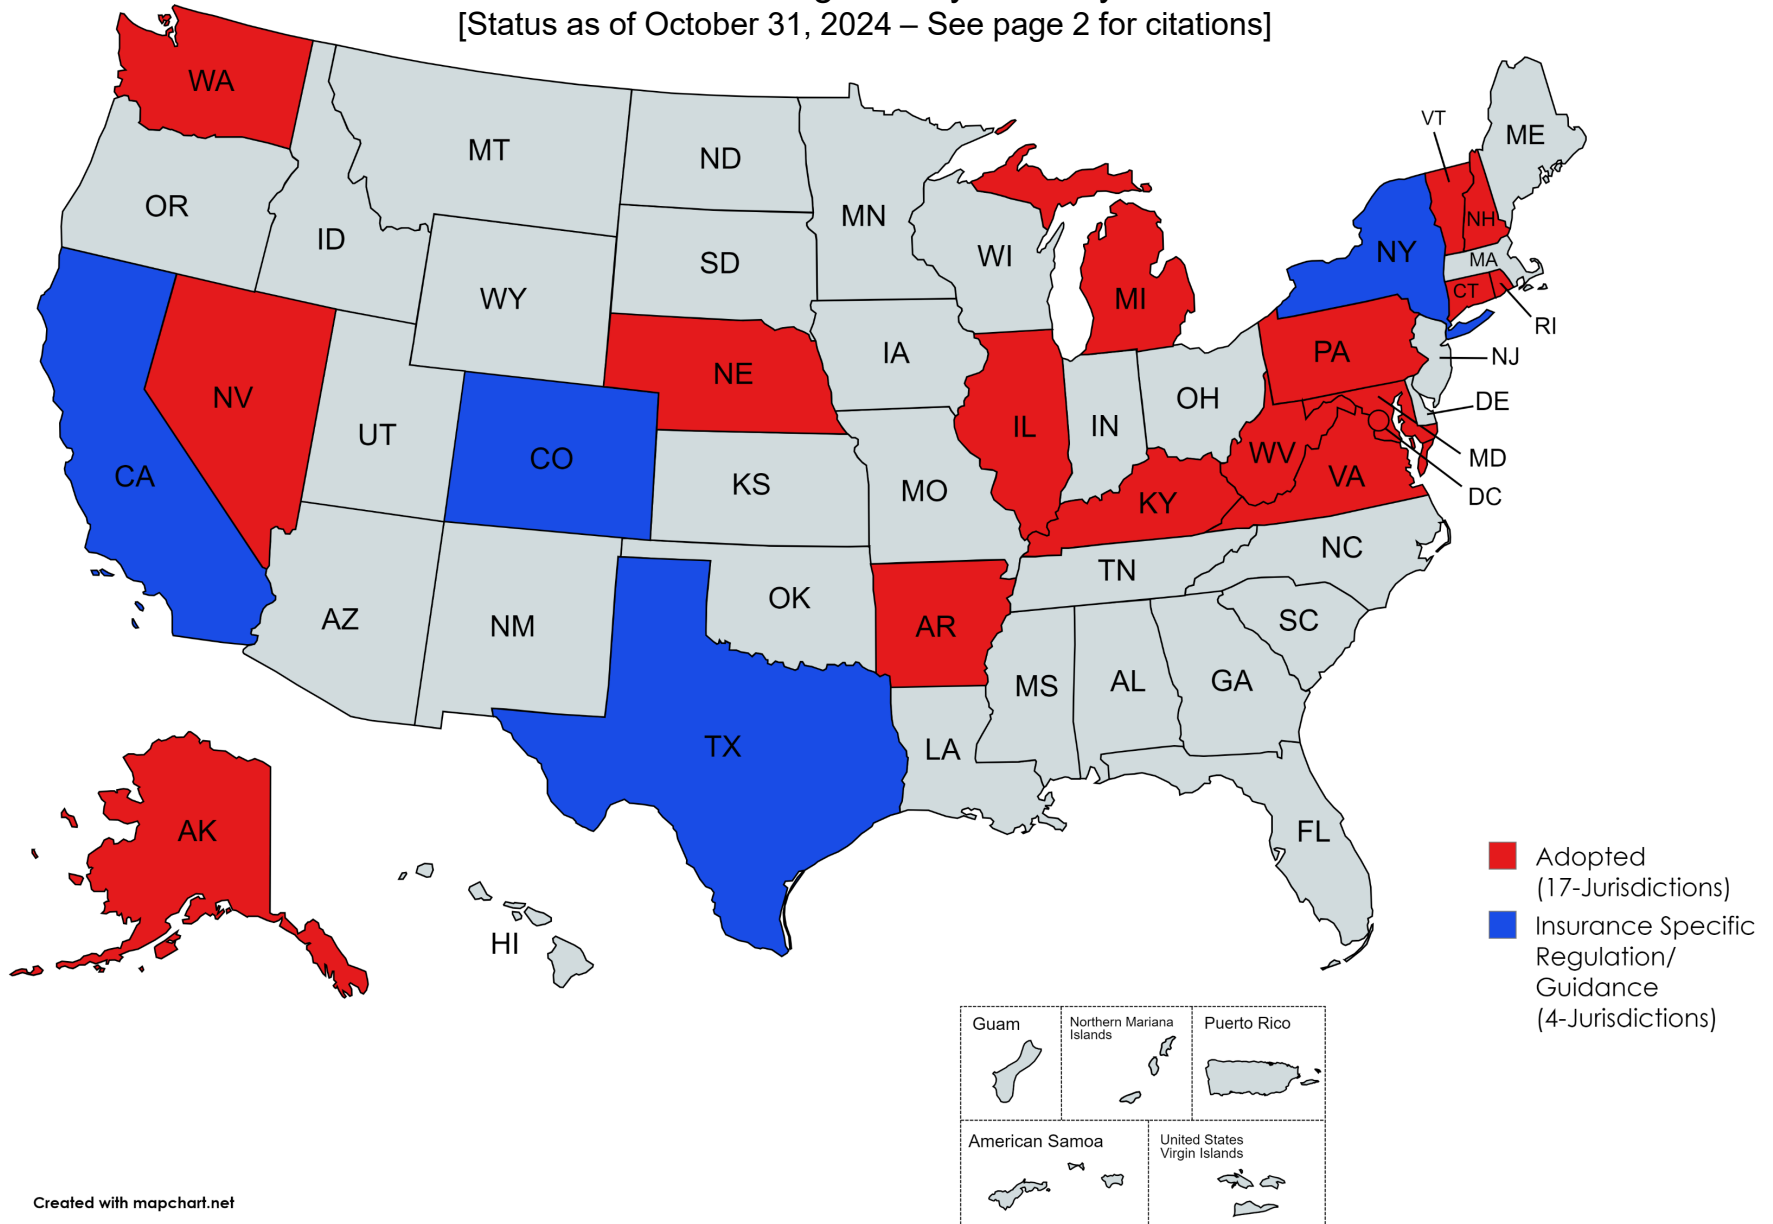 [Status as of October 31, 2024 – See page 2 for citations]
WA
MT
ND
MN
OR
ID
SD
WI
WY
MI
VT
ME
NH
NY
MA
CT
RI
NV
NE
IA
PA
NJ
UT
CO
IL
IN
OH
DE
CA
KS
MO
KY
WV
VA
MD
DC
NC
TN
OK
AZ
NM
AR
SC
MS
AL
GA
TX
LA
AK
FL
HI
Adopted
(17-Jurisdictions)
Insurance Specific
Regulation/
Guidance
(4-Jurisdictions)
Guam
Northern Mariana
Islands
Puerto Rico
American Samoa
United States
Virgin Islands
Created with mapchart.net